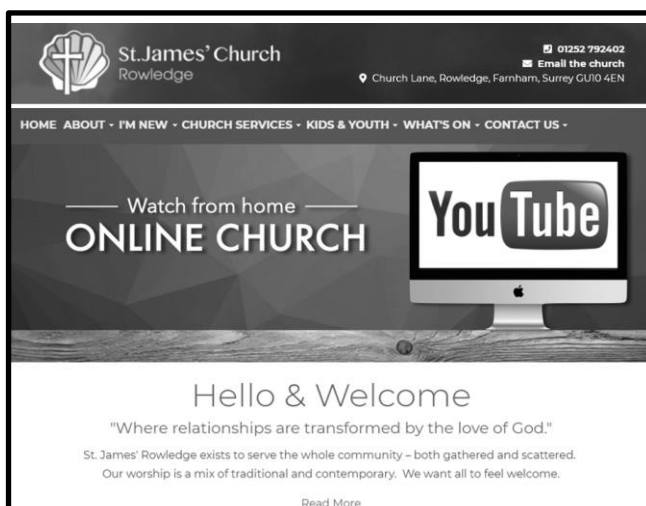 St.James' Church
Rowledge
01252 792402
Email the church
Church Lane, Rowledge, Farnham, Surrey GU10 4EN
HOME ABOUT I'M NEW CHURCH SERVICES KIDS & YOUTH WHAT'S ON CONTACT US
Watch from home
ONLINE CHURCH
YouTube
Hello & Welcome
"Where relationships are transformed by the love of God."
St. James' Rowledge exists to serve the whole community – both gathered and scattered.
Our worship is a mix of traditional and contemporary. We want all to feel welcome.
Read More